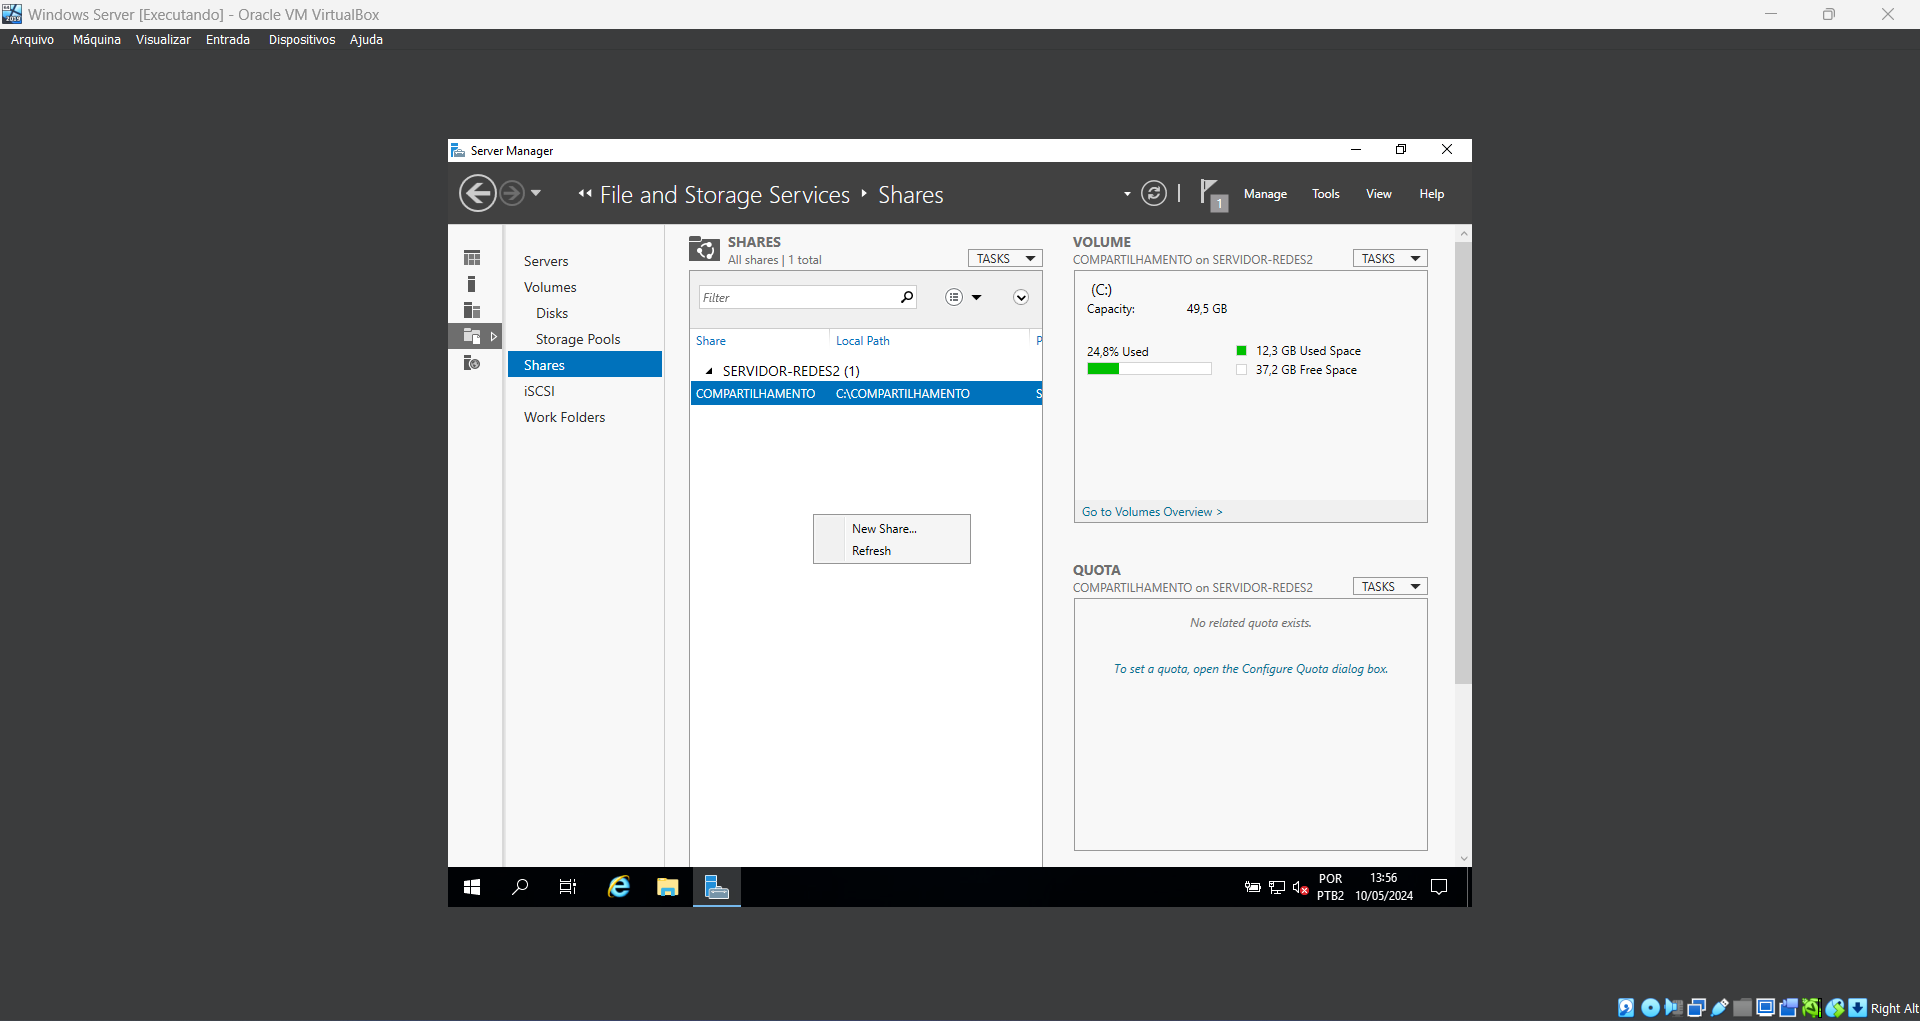 Windows Server [Executando] - Oracle VM VirtualBox
Arquivo Máquina Visualizar Entrada Dispositivos Ajuda
Server Manager
File and Storage Services Shares
1
Manage Tools View Help
Servers
Volumes
Disks
Storage Pools
Shares
iSCSI
Work Folders
SHARES
All shares | 1 total
TASKS
Filter
Share Local Path P
SERVIDOR-REDES2 (1)
COMPARTILHAMENTO C:\COMPARTILHAMENTO S
New Share...
Refresh
VOLUME
COMPARTILHAMENTO on SERVIDOR-REDES2
TASKS
(C:)
Capacity: 49,5 GB
24,8% Used
12,3 GB Used Space
37,2 GB Free Space
Go to Volumes Overview >
QUOTA
COMPARTILHAMENTO on SERVIDOR-REDES2
TASKS
No related quota exists.
To set a quota, open the Configure Quota dialog box.
POR
PTB2
13:56
10/05/2024
Right Alt